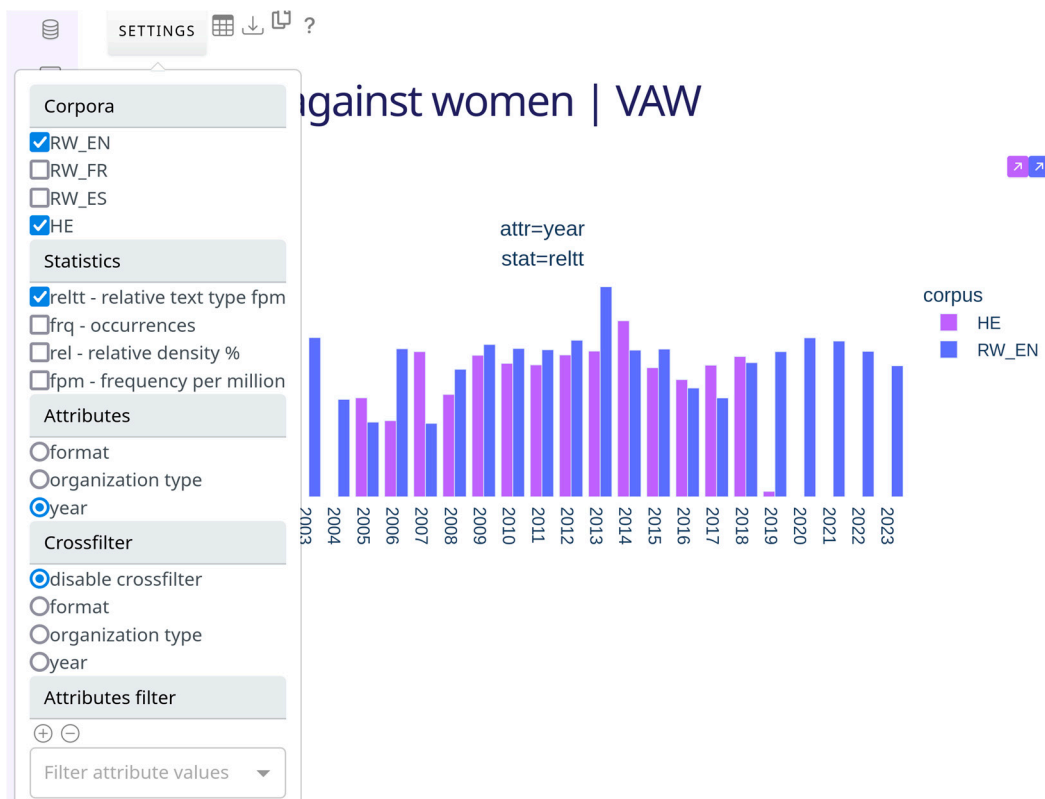 SETTINGS ?
against women | VAW
Corpora
RW_EN
RW_FR
RW_ES
HE
Statistics
reltt - relative text type fpm
frq - occurrences
rel - relative density %
fpm - frequency per million
Attributes
format
organization type
year
Crossfilter
disable crossfilter
format
organization type
year
Attributes filter
Filter attribute values
attr=year
stat=reltt
2003
2004
2005
2006
2007
2008
2009
2010
2011
2012
2013
2014
2015
2016
2017
2018
2019
2020
2021
2022
2023
corpus
HE
RW_EN